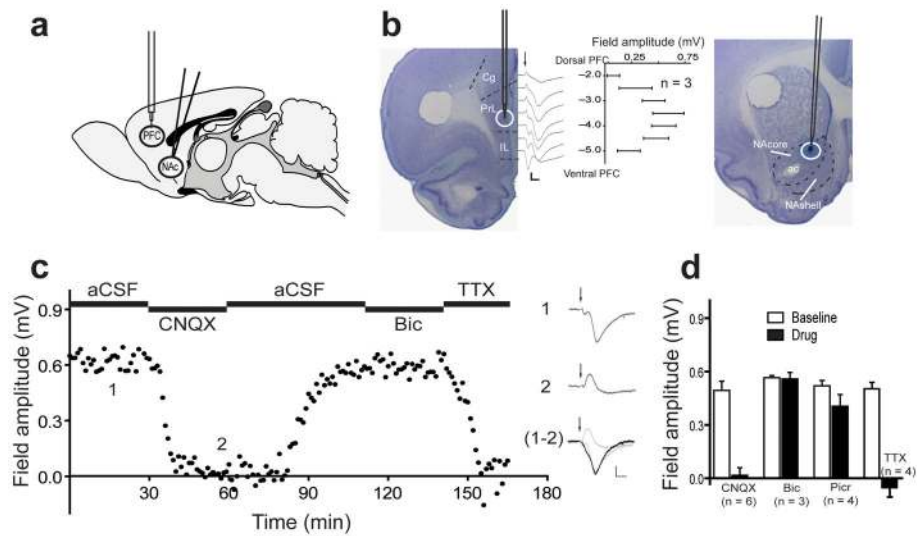 a
PFC
NAc
b
Field amplitude (mV)
Dorsal PFC
0,25
0,75
n = 3
−2.0
−3.0
−4.0
−5.0
Ventral PFC
Cg
PrL
IL
NAcore
ac
NAshell
c
Field amplitude (mV)
aCSF
CNQX
aCSF
Bic
TTX
0.9
0.6
0.3
0.0
1
2
30
60
90
120
150
180
Time (min)
1
2
(1-2)
d
Field amplitude (mV)
Baseline
Drug
0.9
0.6
0.3
0.0
CNQX
(n = 6)
Bic
(n = 3)
Picr
(n = 4)
TTX
(n = 4)